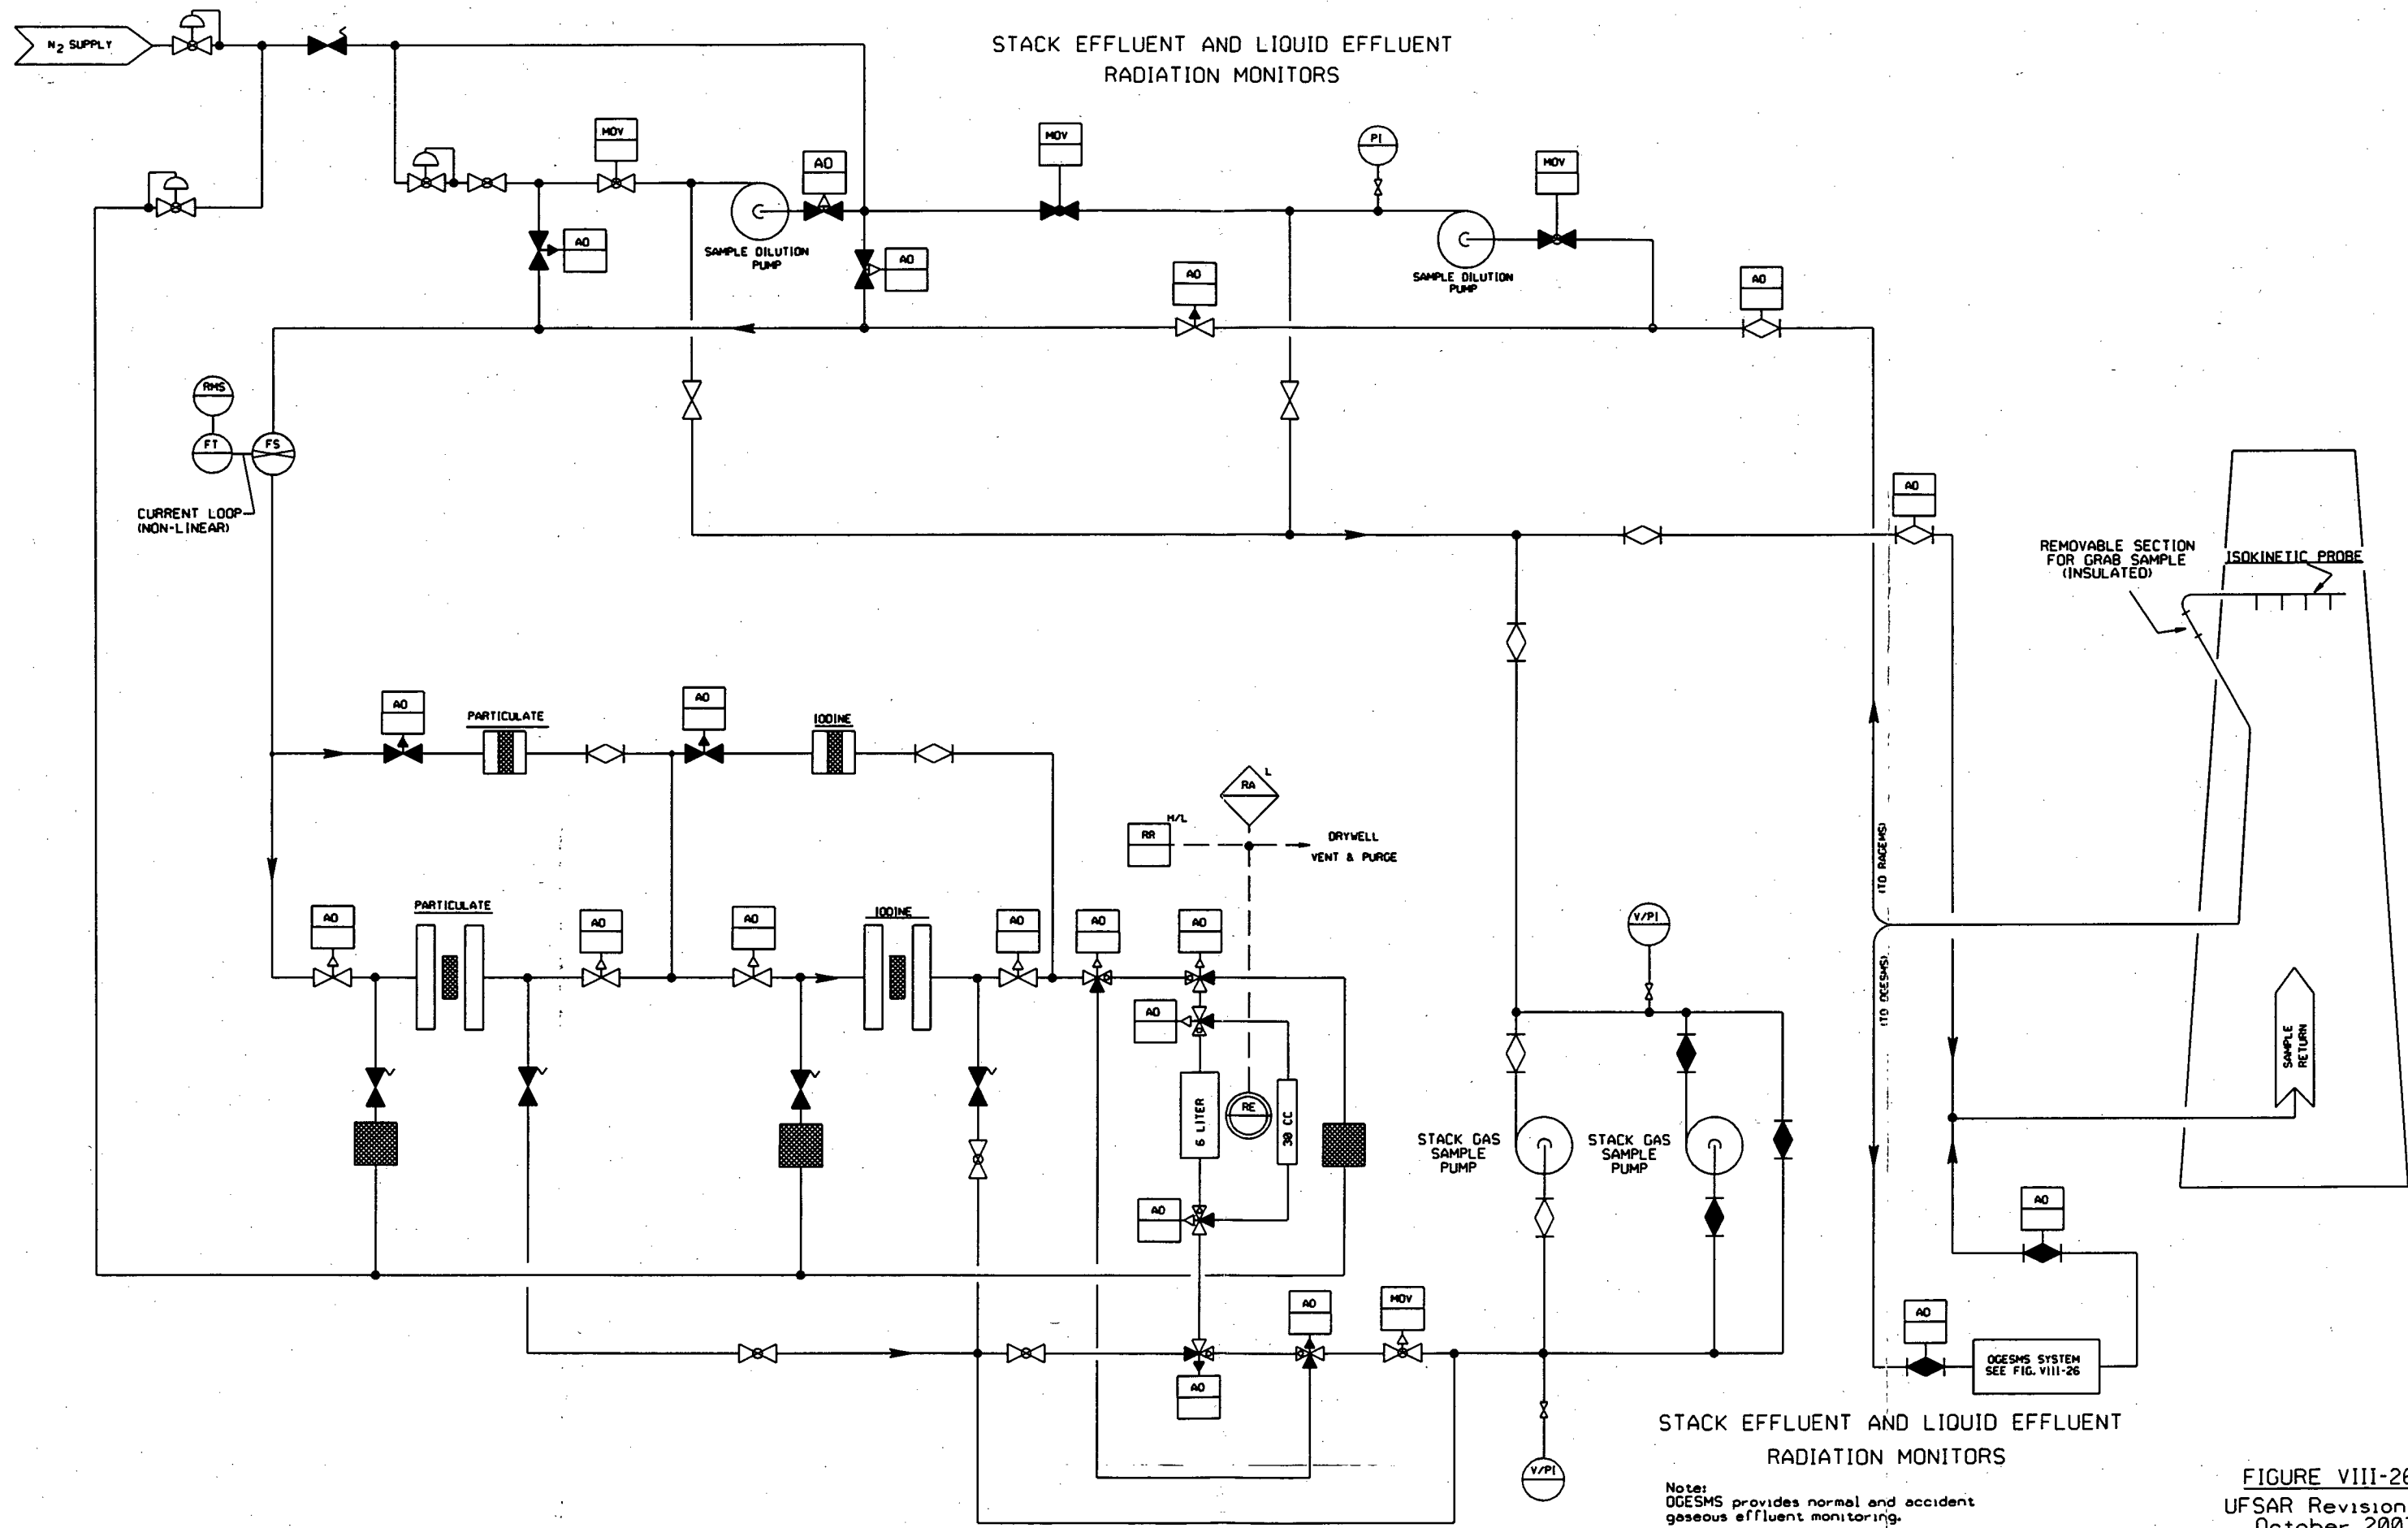 STACK EFFLUENT AND LIQUID EFFLUENT
RADIATION MONITORS
N2 SUPPLY
MOV
AO
MOV
PI
MOV
AO
SAMPLE DILUTION
PUMP
AO
SAMPLE DILUTION
PUMP
AO
AO
RMS
FT
FS
CURRENT LOOP
(NON-LINEAR)
AO
REMOVABLE SECTION
FOR GRAB SAMPLE
(INSULATED)
ISOKINETIC PROBE
AO
PARTICULATE
AO
IODINE
RA
L
RR
M/L
DRYWELL
VENT & PURGE
(TO RAGEMS)
AO
PARTICULATE
AO
AO
IODINE
AO
AO
AO
V/PI
(TO OGESMS)
AO
6 LITER
RE
30 CC
SAMPLE
RETURN
STACK GAS
SAMPLE
PUMP
STACK GAS
SAMPLE
PUMP
AO
AO
AO
MOV
AO
OGESMS SYSTEM
SEE FIG. VIII-26
AO
V/PI
STACK EFFLUENT AND LIQUID EFFLUENT
RADIATION MONITORS
Note:
OGESMS provides normal and accident
gaseous effluent monitoring.
FIGURE VIII-26
UFSAR Revision
October 200